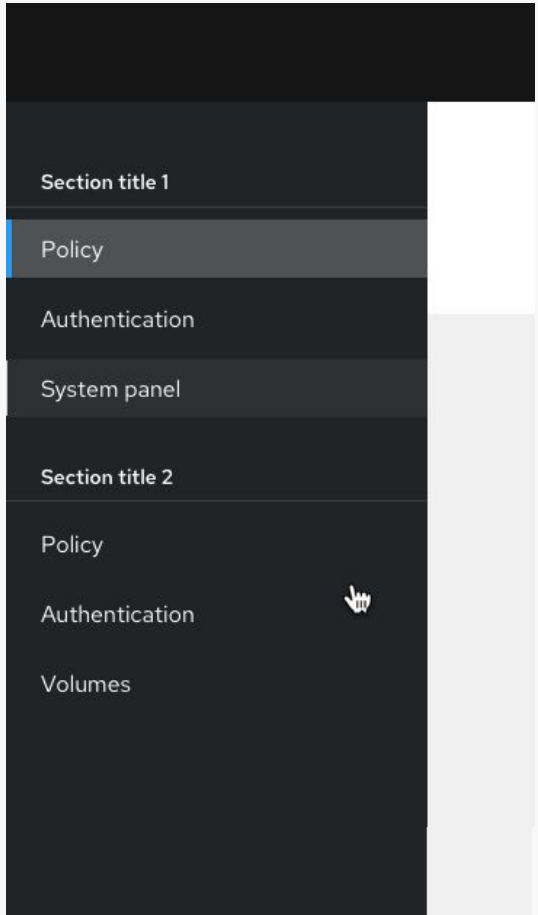 Section title 1
Policy
Authentication
System panel
Section title 2
Policy
Authentication
Volumes